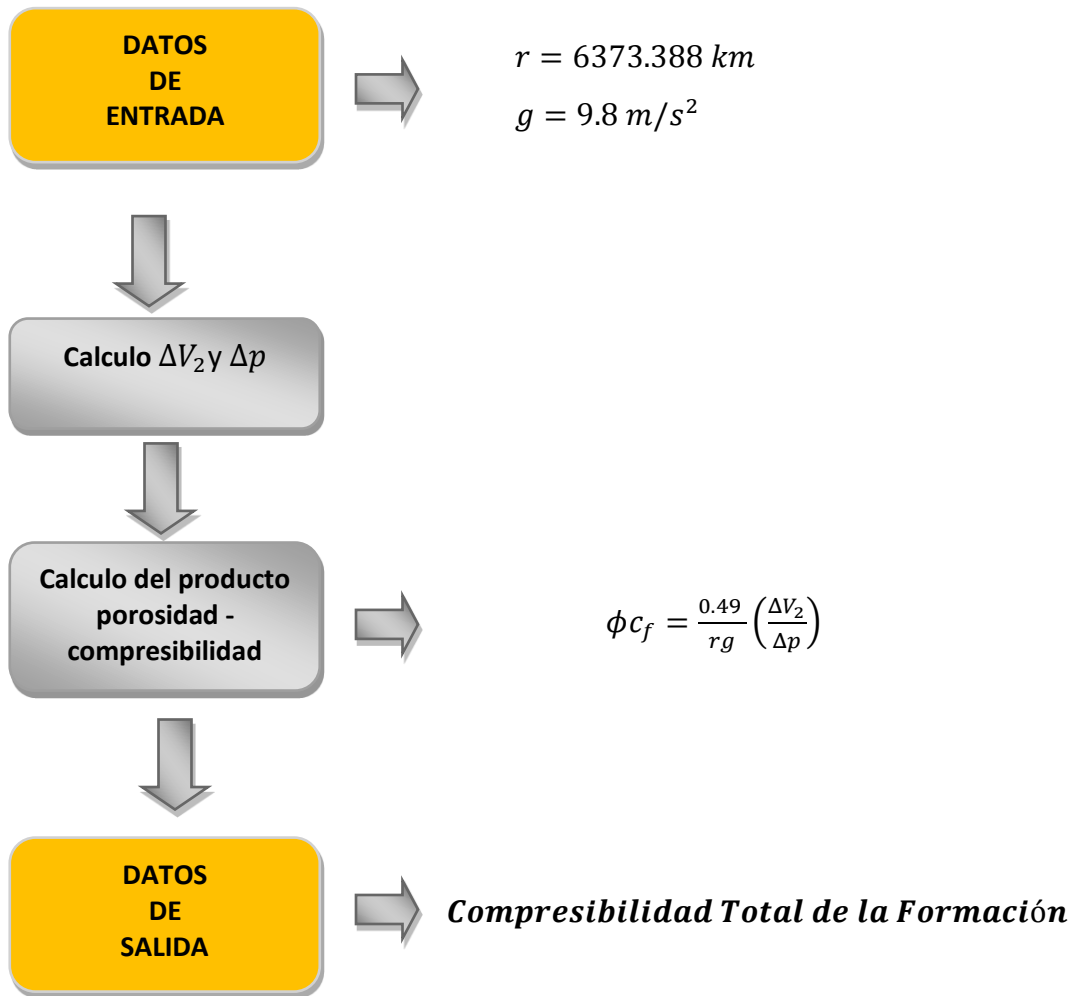 DATOS
DE
ENTRADA
r = 6373.388 km
g = 9.8 m/s²
Calculo ΔV₂ y Δp
Calculo del producto
porosidad -
compresibilidad
ϕc_f = 0.49/rg (ΔV₂/Δp)
DATOS
DE
SALIDA
Compresibilidad Total de la Formación